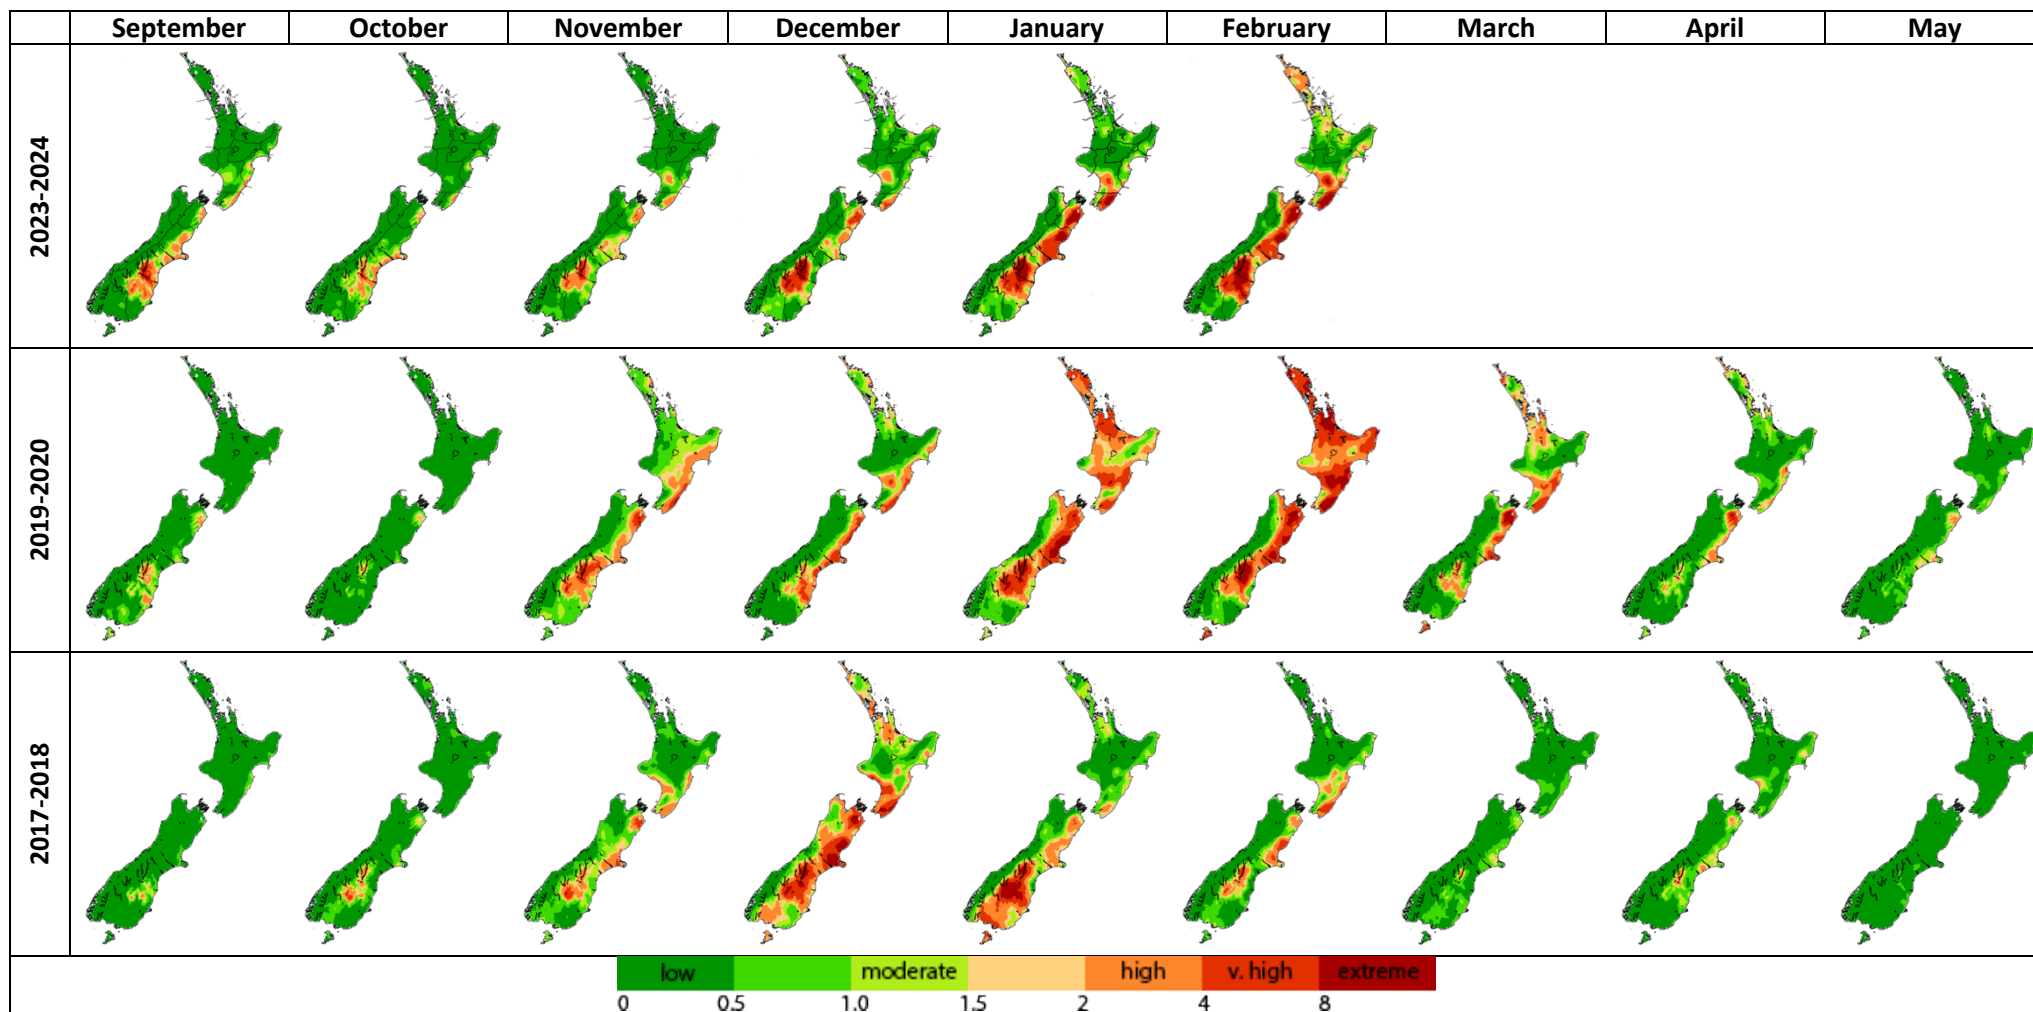 September October November December January February March April May
2023-2024
2019-2020
2017-2018
low moderate high v. high extreme
0 0.5 1.0 1.5 2 4 8